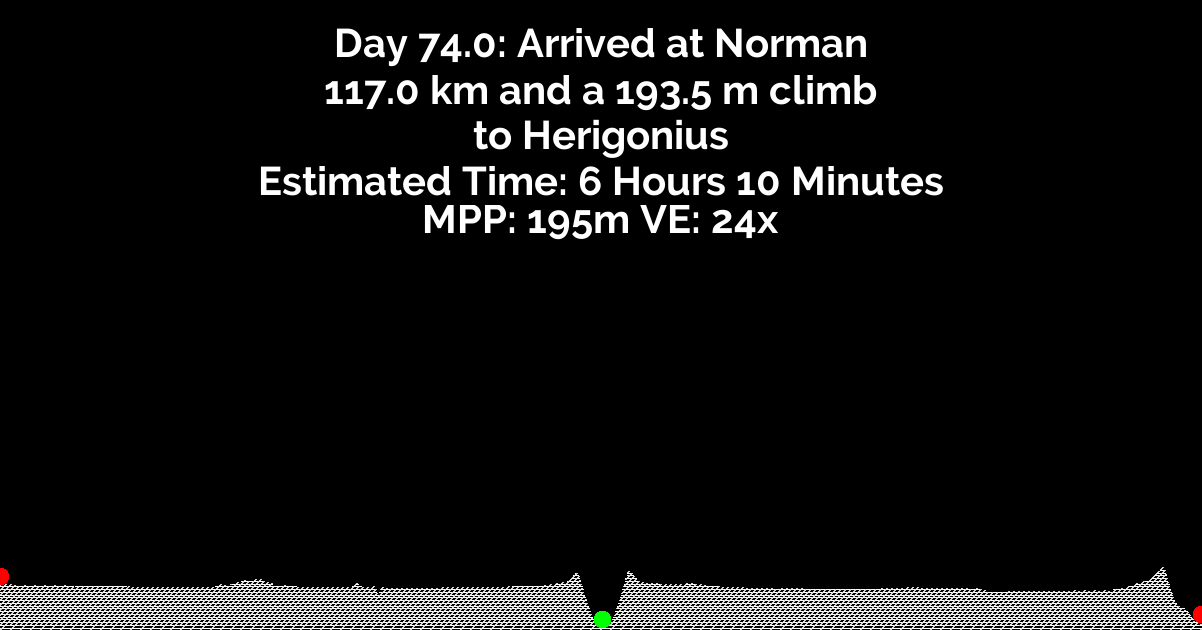 Day 74.0: Arrived at Norman
117.0 km and a 193.5 m climb
to Herigonius
Estimated Time: 6 Hours 10 Minutes
MPP: 195m VE: 24x